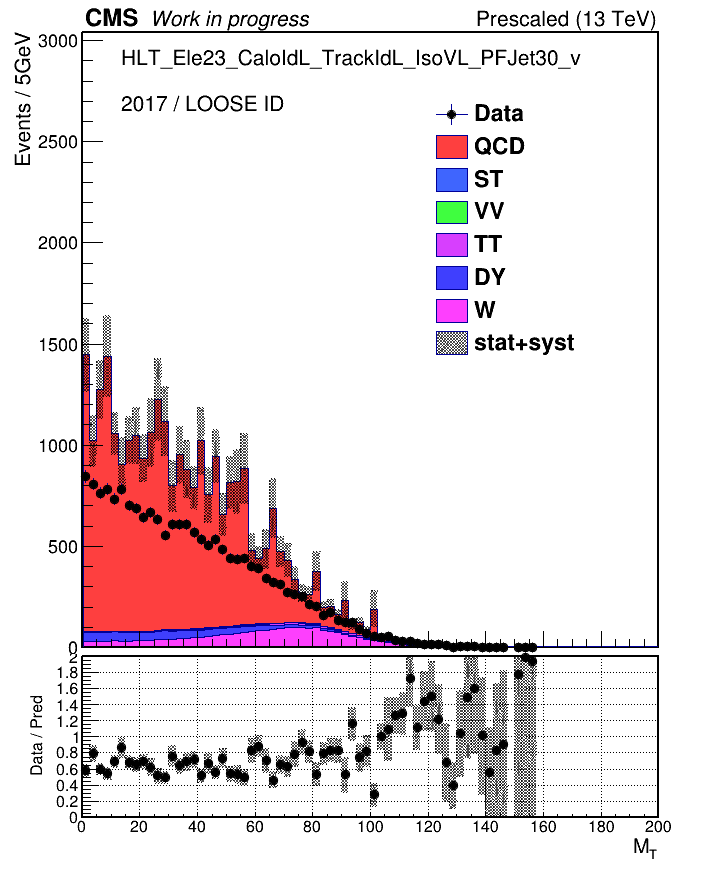 CMS Work in progress Prescaled (13 TeV)
Events / 5GeV
3000
2500
2000
1500
1000
500
0
HLT_Ele23_CaloIdL_TrackIdL_IsoVL_PFJet30_v
2017 / LOOSE ID
Data
QCD
ST
VV
TT
DY
W
stat+syst
Data / Pred
2
1.8
1.6
1.4
1.2
1
0.8
0.6
0.4
0.2
0
0 20 40 60 80 100 120 140 160 180 200
M_T